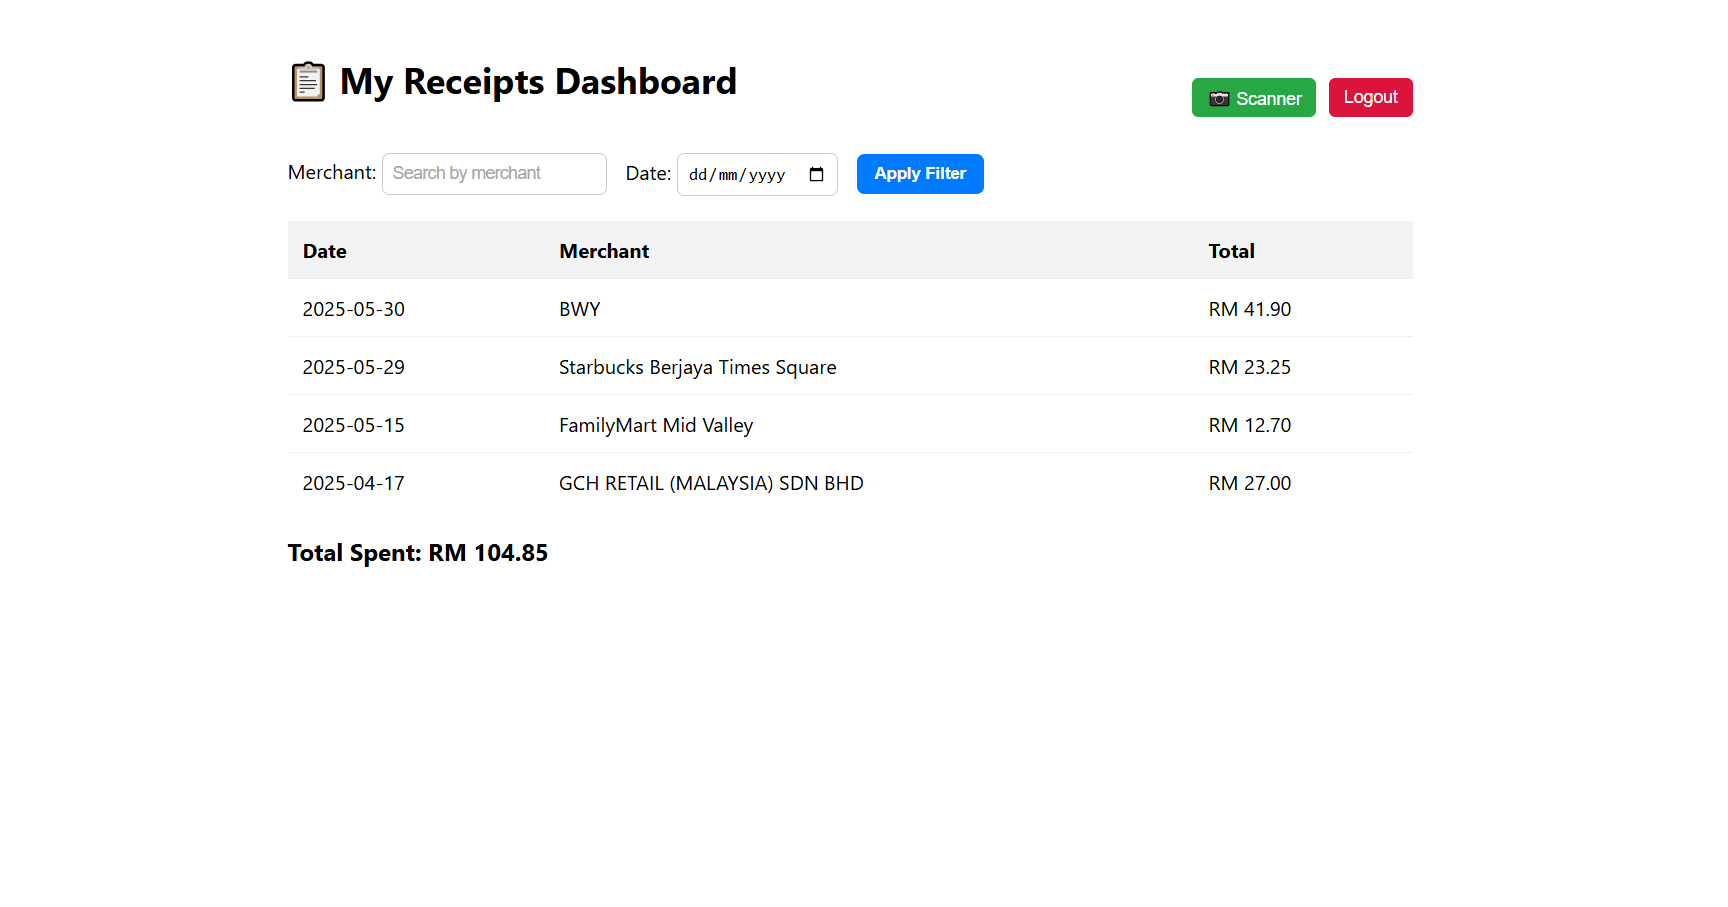 My Receipts Dashboard
Scanner
Logout
Merchant: Search by merchant Date: dd/mm/yyyy Apply Filter
Date Merchant Total
2025-05-30 BWY RM 41.90
2025-05-29 Starbucks Berjaya Times Square RM 23.25
2025-05-15 FamilyMart Mid Valley RM 12.70
2025-04-17 GCH RETAIL (MALAYSIA) SDN BHD RM 27.00
Total Spent: RM 104.85